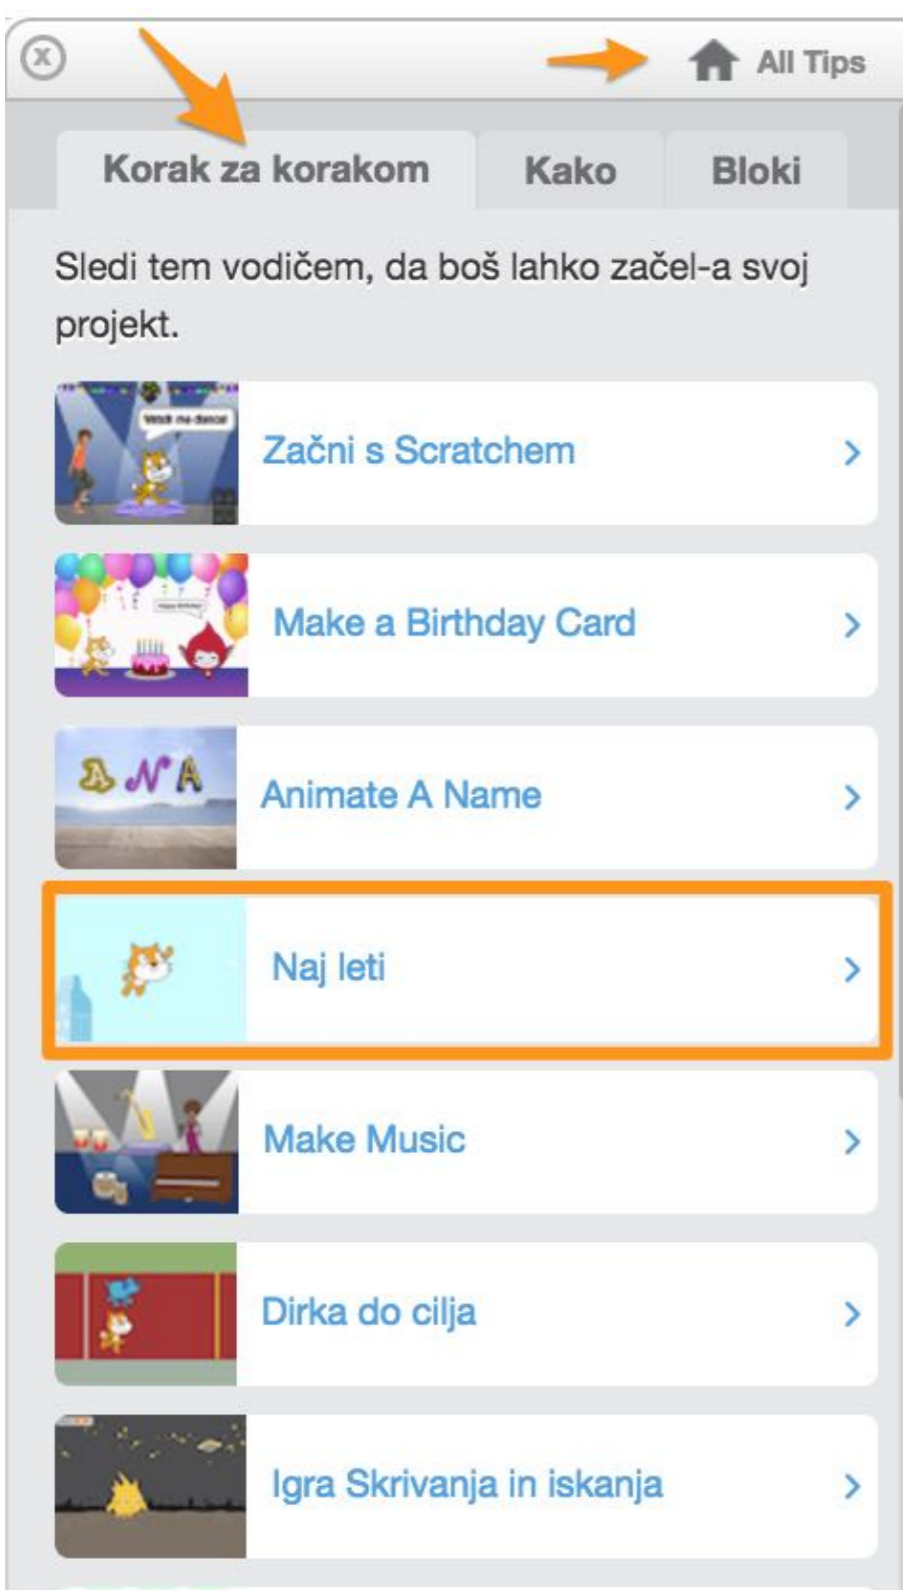 All Tips
Korak za korakom
Kako
Bloki
Sledi tem vodičem, da boš lahko začel-a svoj
projekt.
Začni s Scratchem
Make a Birthday Card
ANA
Animate A Name
Naj leti
Make Music
Dirka do cilja
Igra Skrivanja in iskanja